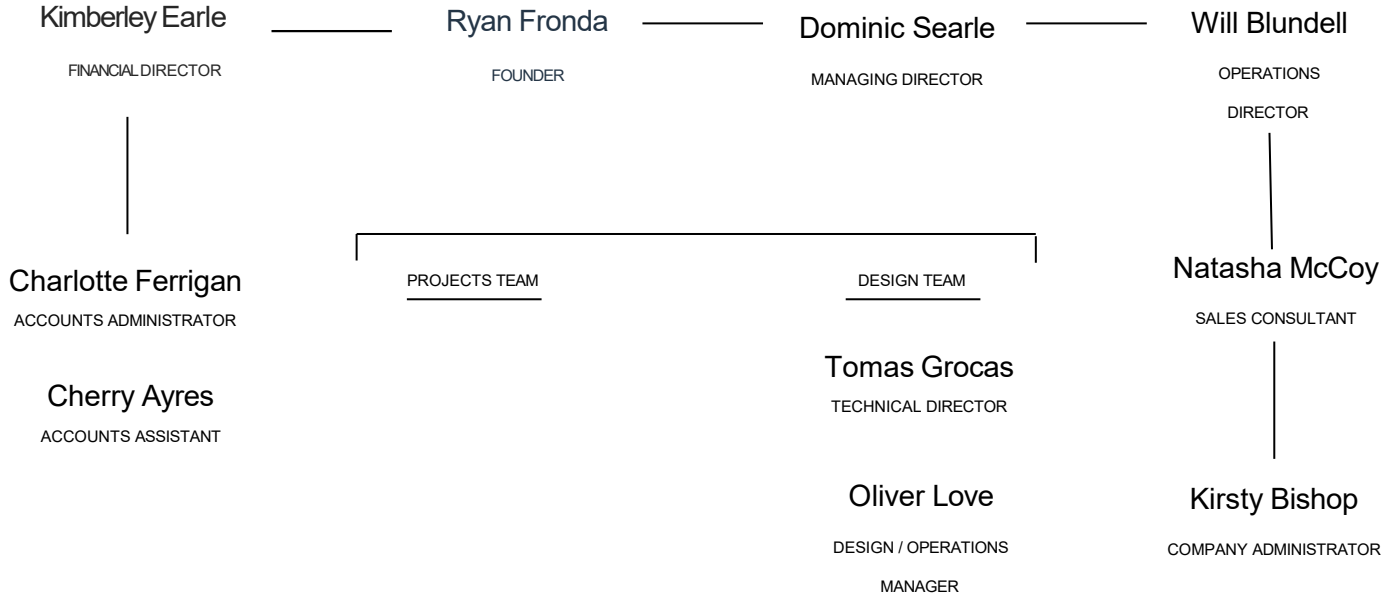 Kimberley Earle
FINANCIAL DIRECTOR
Ryan Fronda
FOUNDER
Dominic Searle
MANAGING DIRECTOR
Will Blundell
OPERATIONS
DIRECTOR
Charlotte Ferrigan
ACCOUNTS ADMINISTRATOR
Cherry Ayres
ACCOUNTS ASSISTANT
PROJECTS TEAM
DESIGN TEAM
Tomas Grocas
TECHNICAL DIRECTOR
Oliver Love
DESIGN / OPERATIONS
MANAGER
Natasha McCoy
SALES CONSULTANT
Kirsty Bishop
COMPANY ADMINISTRATOR